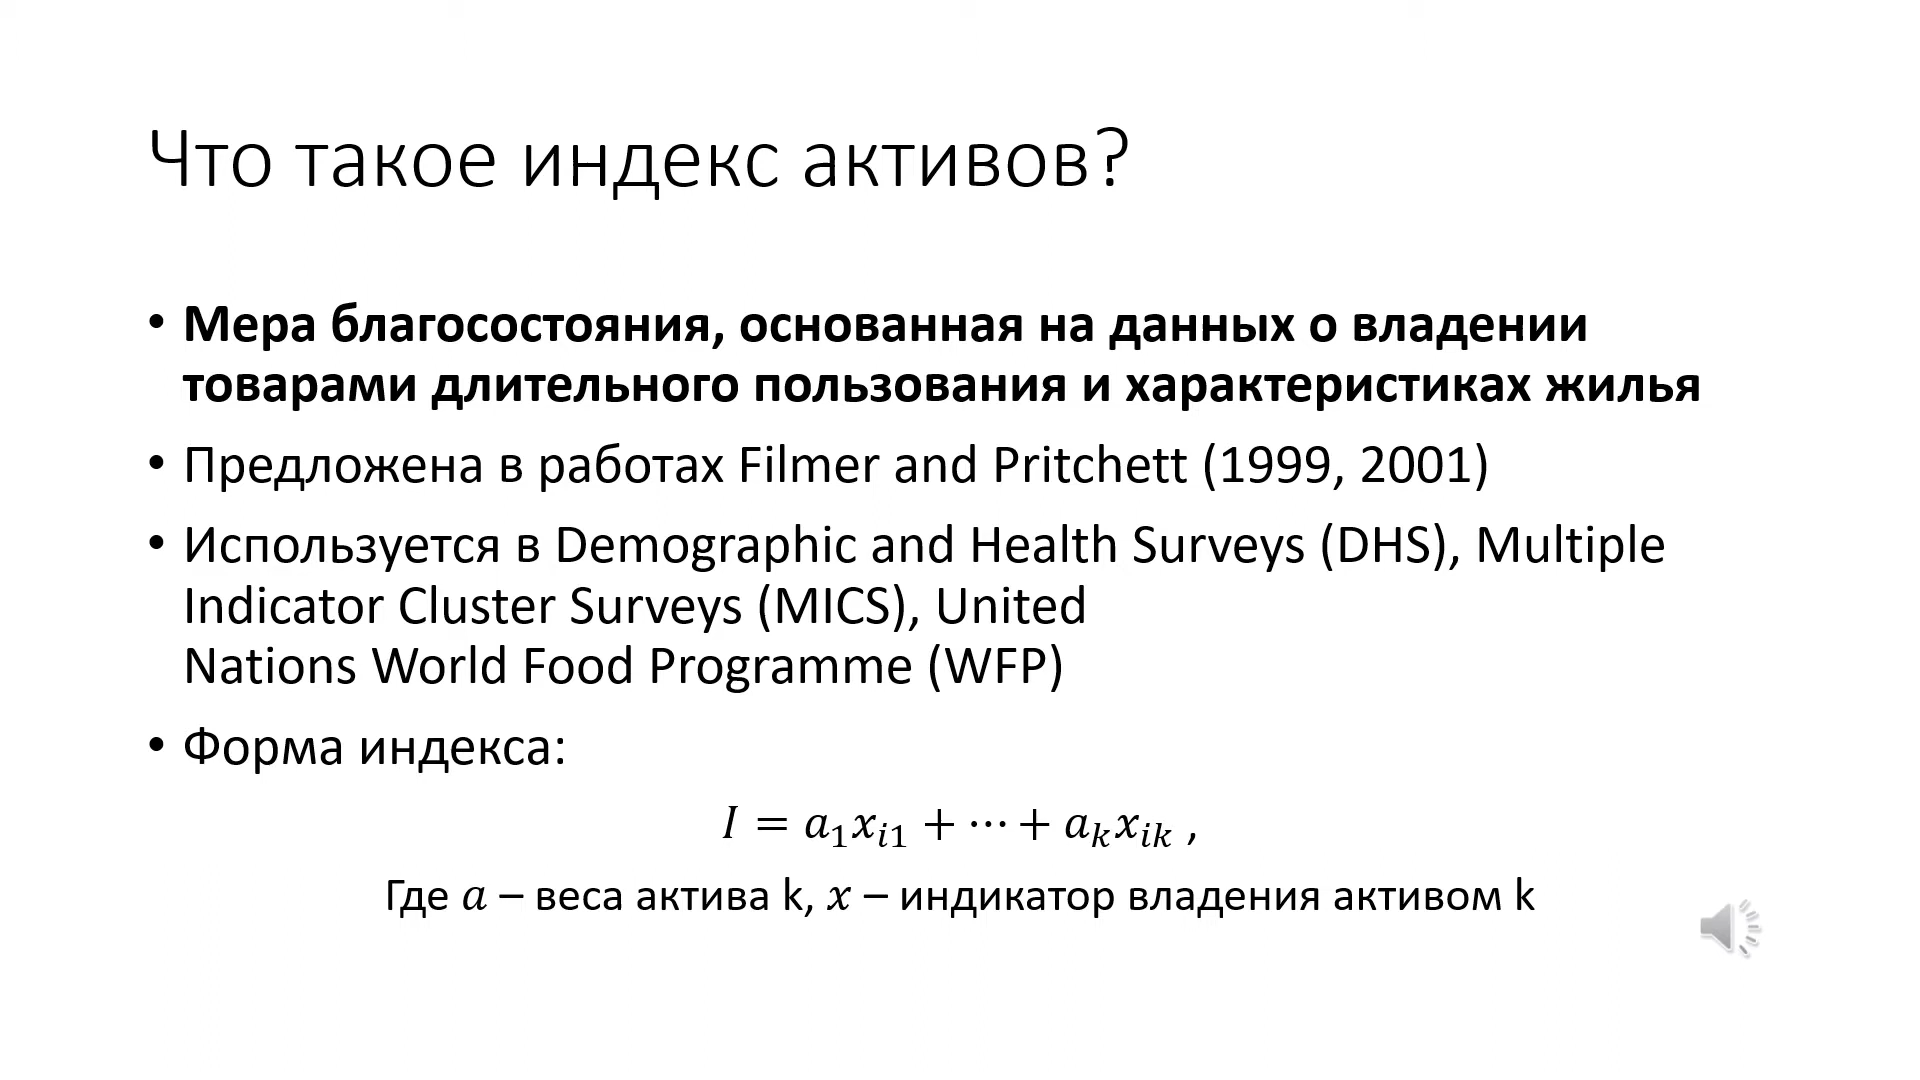 Что такое индекс активов?
• Мера благосостояния, основанная на данных о владении
товарами длительного пользования и характеристиках жилья
• Предложена в работах Filmer and Pritchett (1999, 2001)
• Используется в Demographic and Health Surveys (DHS), Multiple
Indicator Cluster Surveys (MICS), United
Nations World Food Programme (WFP)
• Форма индекса:
𝐼 = 𝑎₁𝑥ᵢ₁ + ⋯ + 𝑎ₖ𝑥ᵢₖ ,
Где 𝑎 – веса актива k, 𝑥 – индикатор владения активом k